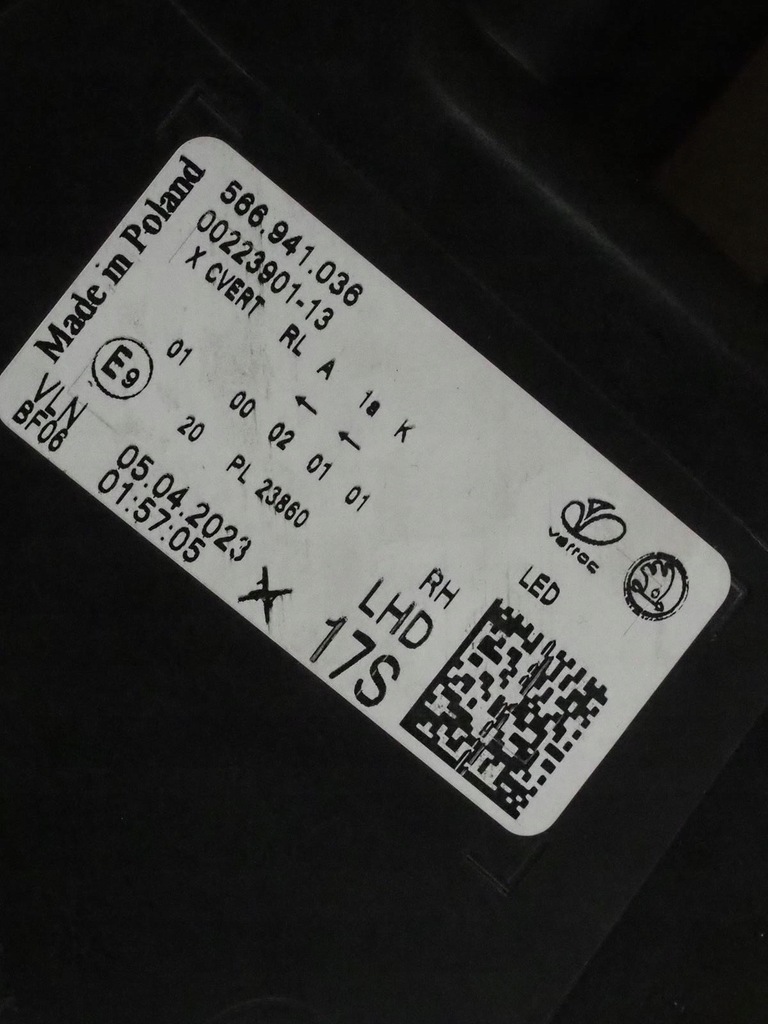 Made in Poland
566.941.036
00223901-13
X CVERT RL A 1a K
E9
01 00 ← ←
20 02 01 01
PL 23860
VLN
BF06
05.04.2023
01:57:05
X
RH
LHD
17S
varroc
LED